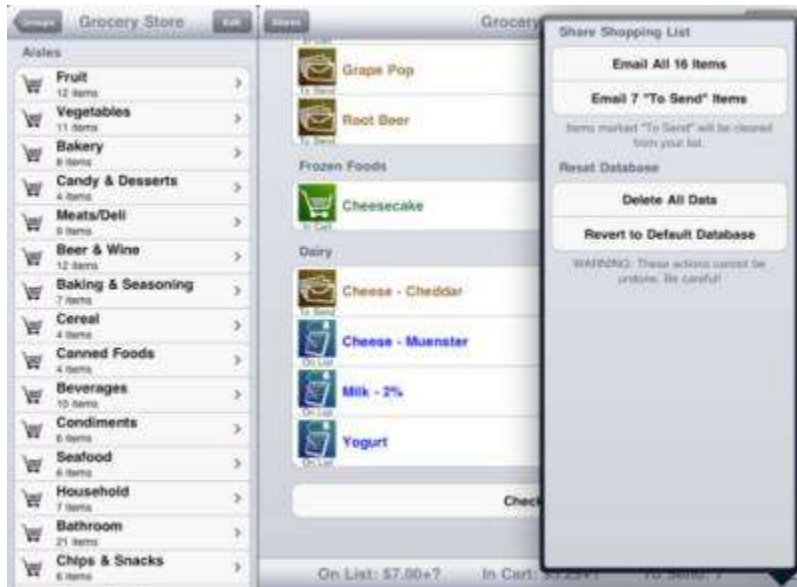 Groups
Grocery Store
Edit
Aisles
Fruit
12 items
Vegetables
11 items
Bakery
8 items
Candy & Desserts
4 items
Meats/Deli
9 items
Beer & Wine
12 items
Baking & Seasoning
7 items
Cereal
4 items
Canned Foods
4 items
Beverages
10 items
Condiments
6 items
Seafood
6 items
Household
7 items
Bathroom
21 items
Chips & Snacks
6 items
Stores
Grocery
Grape Pop
To Send
Root Beer
To Send
Frozen Foods
Cheesecake
In Cart
Dairy
Cheese - Cheddar
To Send
Cheese - Muenster
On List
Milk - 2%
On List
Yogurt
On List
Check
On List: $7.00+?
In Cart:
To Send: 7
Share Shopping List
Email All 16 Items
Email 7 "To Send" Items
Items marked "To Send" will be cleared
from your list.
Reset Database
Delete All Data
Revert to Default Database
WARNING: These actions cannot be
undone. Be careful!